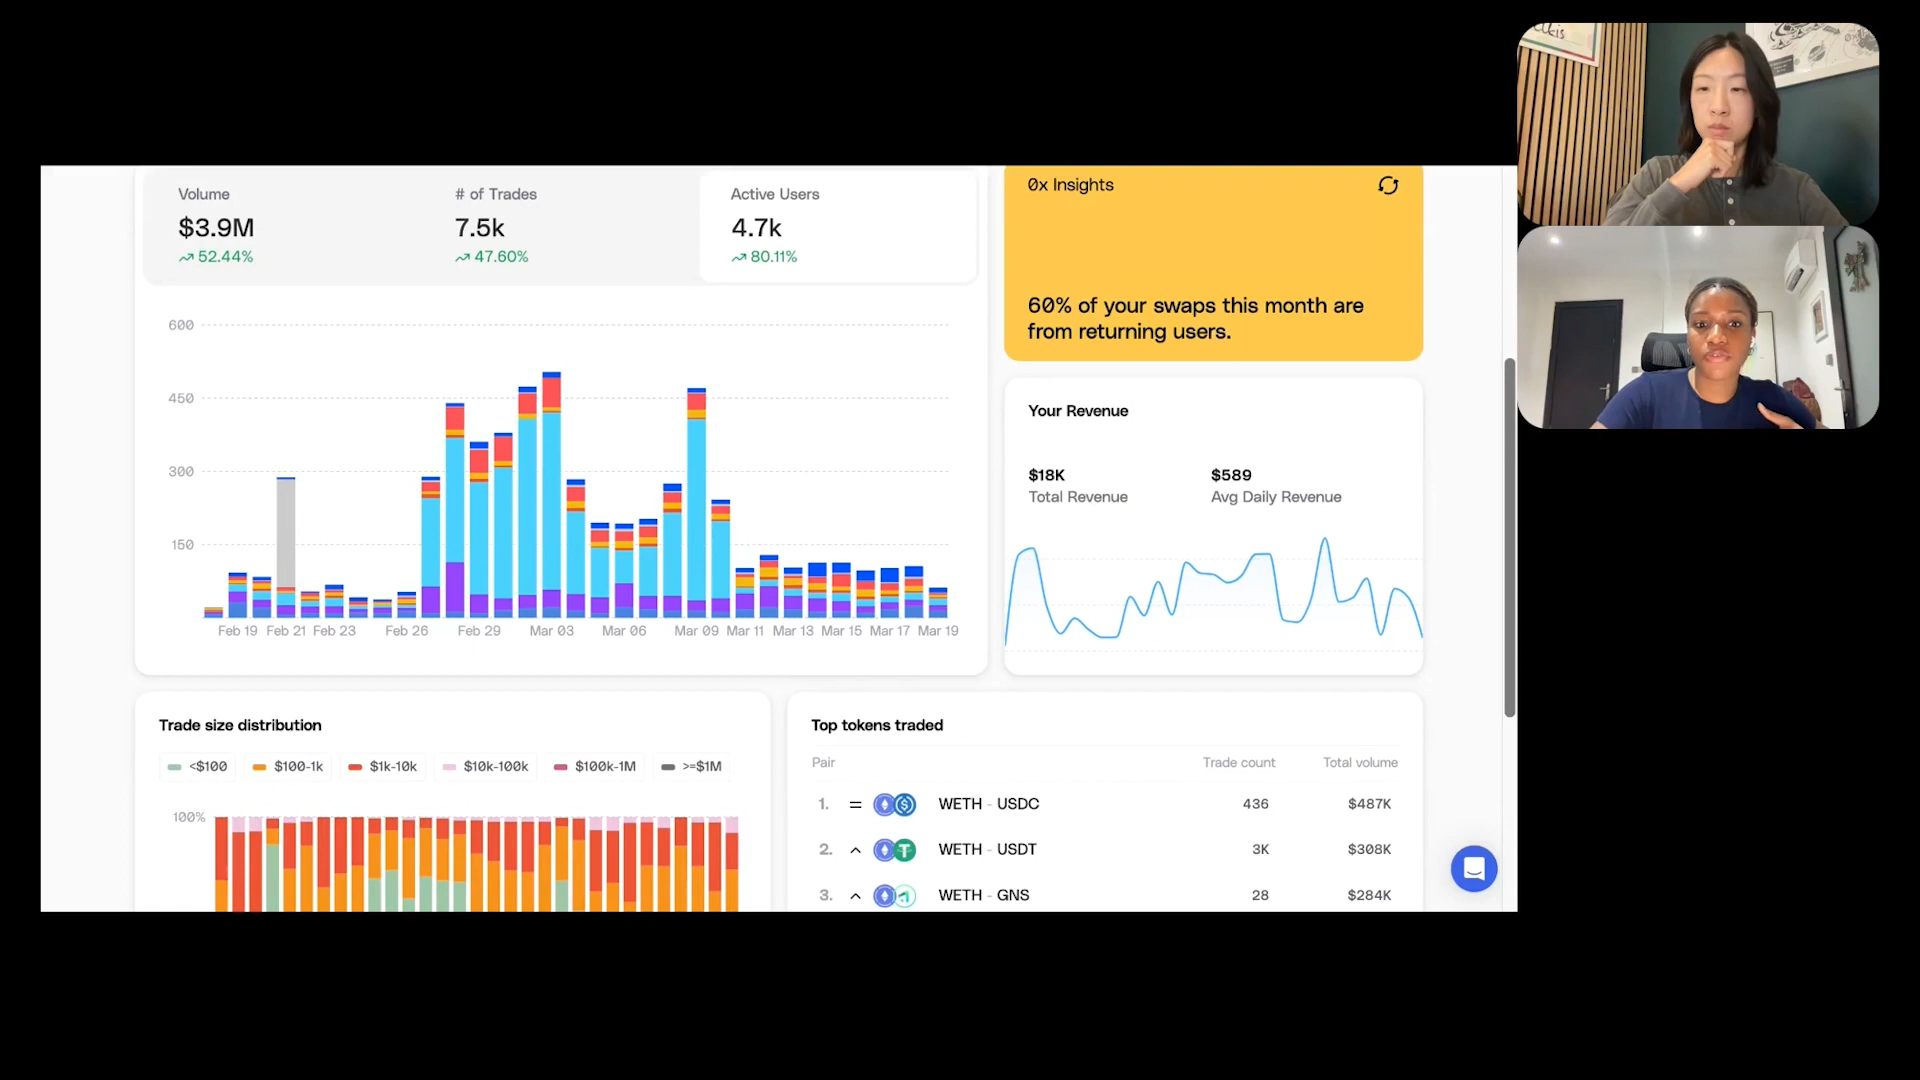 Volume
$3.9M
52.44%
# of Trades
7.5k
47.60%
Active Users
4.7k
80.11%
600
450
300
150
Feb 19 Feb 21 Feb 23 Feb 26 Feb 29 Mar 03 Mar 06 Mar 09 Mar 11 Mar 13 Mar 15 Mar 17 Mar 19
0x Insights
60% of your swaps this month are
from returning users.
Your Revenue
$18K
Total Revenue
$589
Avg Daily Revenue
Trade size distribution
<$100 $100-1k $1k-10k $10k-100k $100k-1M >=$1M
100%
Top tokens traded
Pair Trade count Total volume
1. WETH - USDC 436 $487K
2. WETH - USDT 3K $308K
3. WETH - GNS 28 $284K